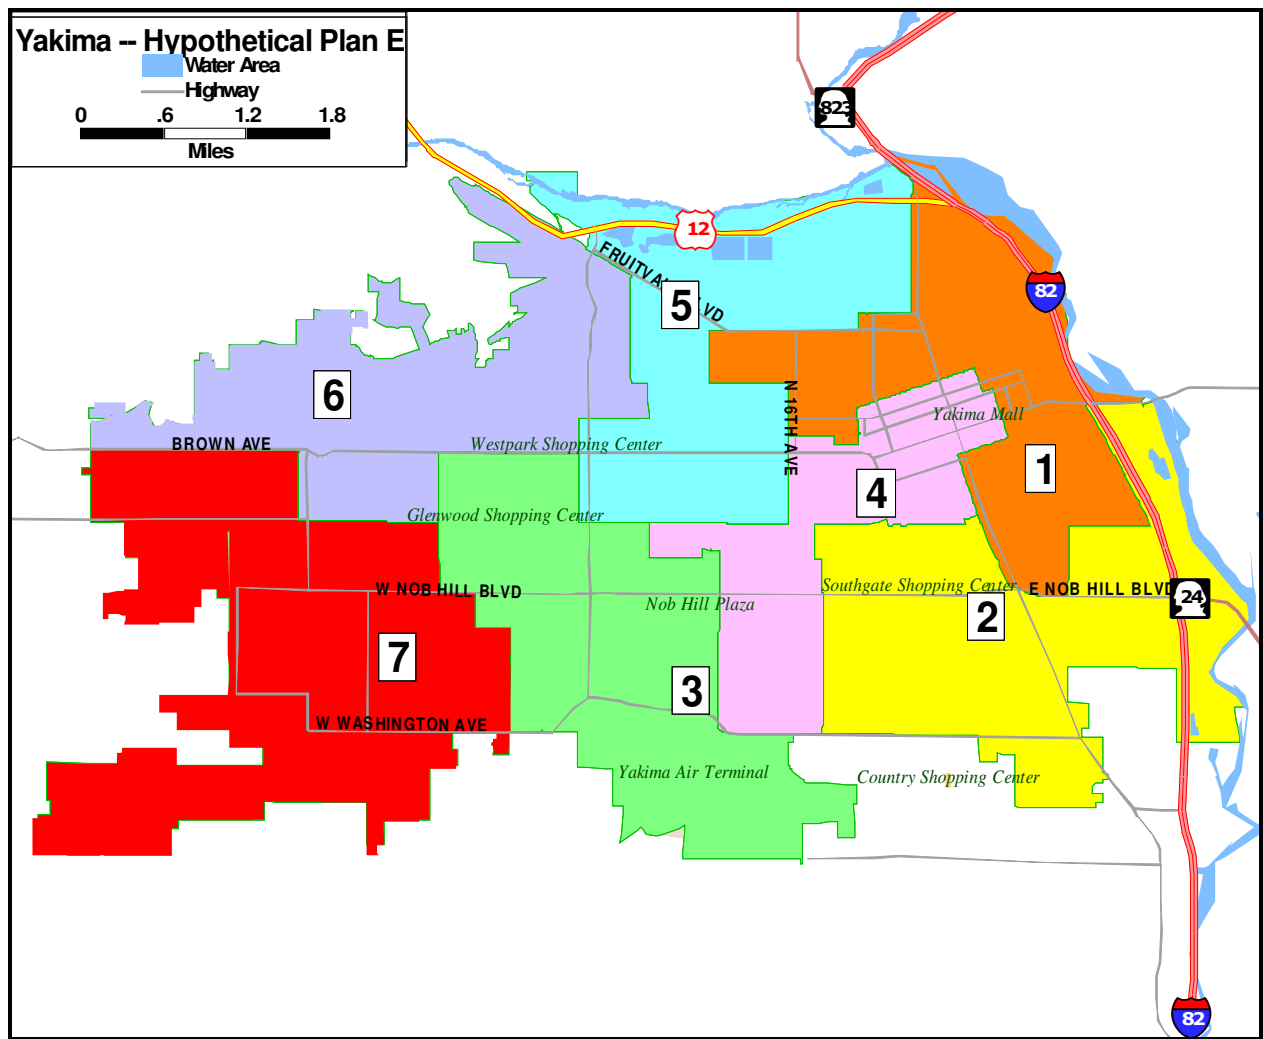 Yakima -- Hypothetical Plan E
Water Area
Highway
0 .6 1.2 1.8
Miles
823
12
FRUITVA LVD
82
5
6
N 16TH AVE
Yakima Mall
BROWN AVE
Westpark Shopping Center
1
4
Glenwood Shopping Center
W NOB HILL BLVD
Southgate Shopping Center
E NOB HILL BLVD
24
Nob Hill Plaza
2
7
3
W WASHINGTON AVE
Yakima Air Terminal
Country Shopping Center
82